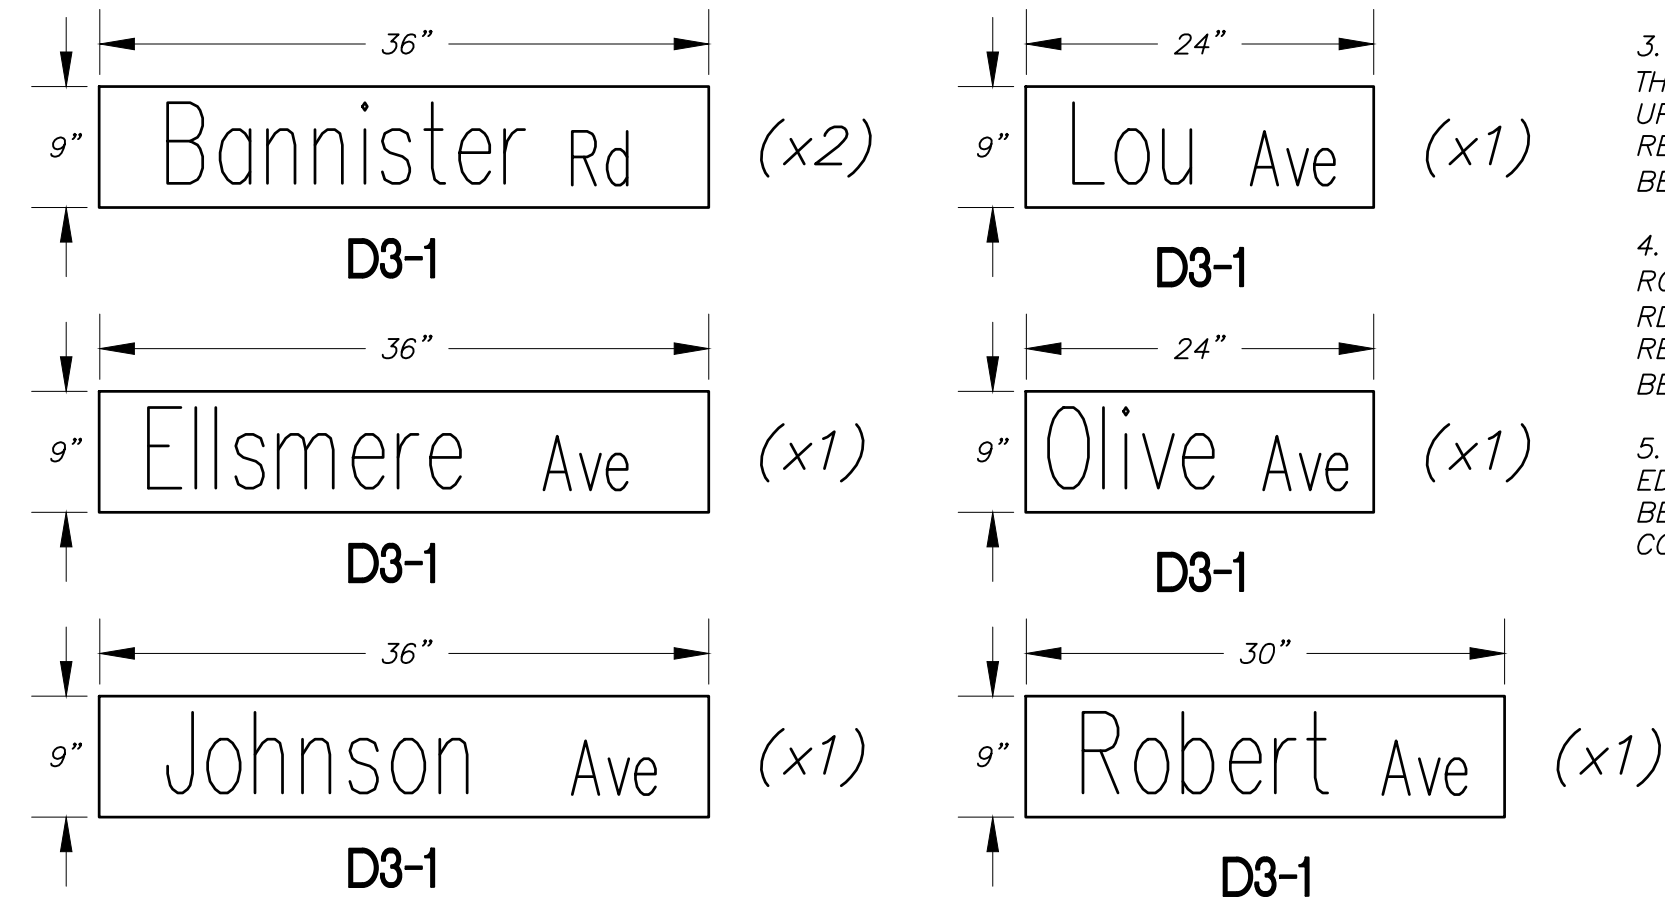 36"
9"
Bannister Rd
(x2)
D3-1
24"
9"
Lou Ave
(x1)
D3-1
36"
9"
Ellsmere Ave
(x1)
D3-1
24"
9"
Olive Ave
(x1)
D3-1
36"
9"
Johnson Ave
(x1)
D3-1
30"
9"
Robert Ave
(x1)
D3-1
3.
4.
5.